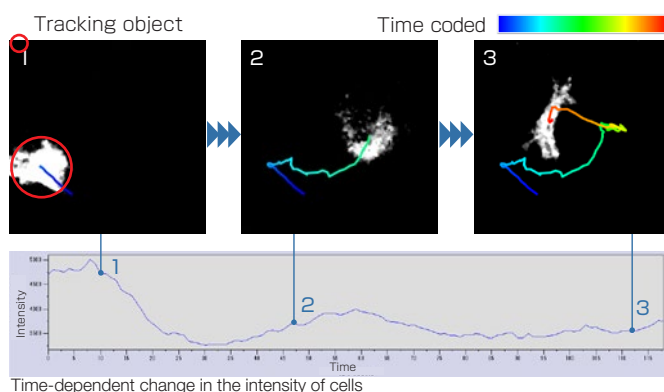 Tracking object
Time coded
1
2
3
1
2
3
Intensity
Time
Time-dependent change in the intensity of cells